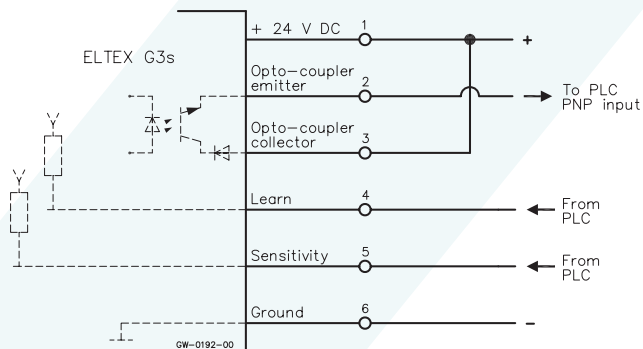 ELTEX G3s
+ 24 V DC 1
+
Opto-coupler
emitter
2
To PLC
PNP input
Opto-coupler
collector
3
Learn 4
From
PLC
Sensitivity 5
From
PLC
Ground 6
-
GW-0192-00